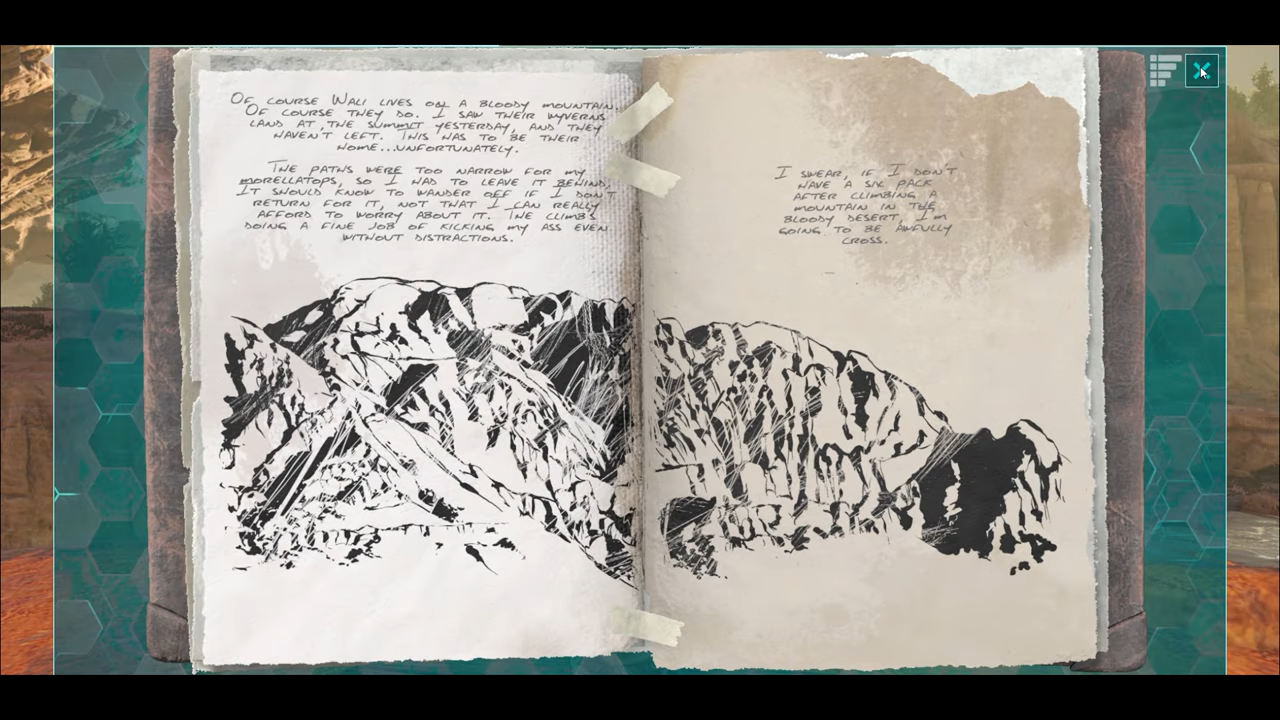 OF COURSE WALI LIVES ON A BLOODY MOUNTAIN.
OF COURSE THEY DO. I SAW THEIR WYVERNS
LAND AT THE SUMMIT YESTERDAY, AND THEY
HAVEN'T LEFT. THIS HAS TO BE THEIR
HOME...UNFORTUNATELY.
THE PATHS WERE TOO NARROW FOR MY
MORELLATOPS, SO I HAD TO LEAVE IT BEHIND.
IT SHOULD KNOW TO WANDER OFF IF I DON'T
RETURN FOR IT, NOT THAT I CAN REALLY
AFFORD TO WORRY ABOUT IT. THE CLIMB'S
DOING A FINE JOB OF KICKING MY ASS EVEN
WITHOUT DISTRACTIONS.
I SWEAR, IF I DON'T
HAVE A SIX PACK
AFTER CLIMBING A
MOUNTAIN IN THE
BLOODY DESERT, I'M
GOING TO BE AWFULLY
CROSS.